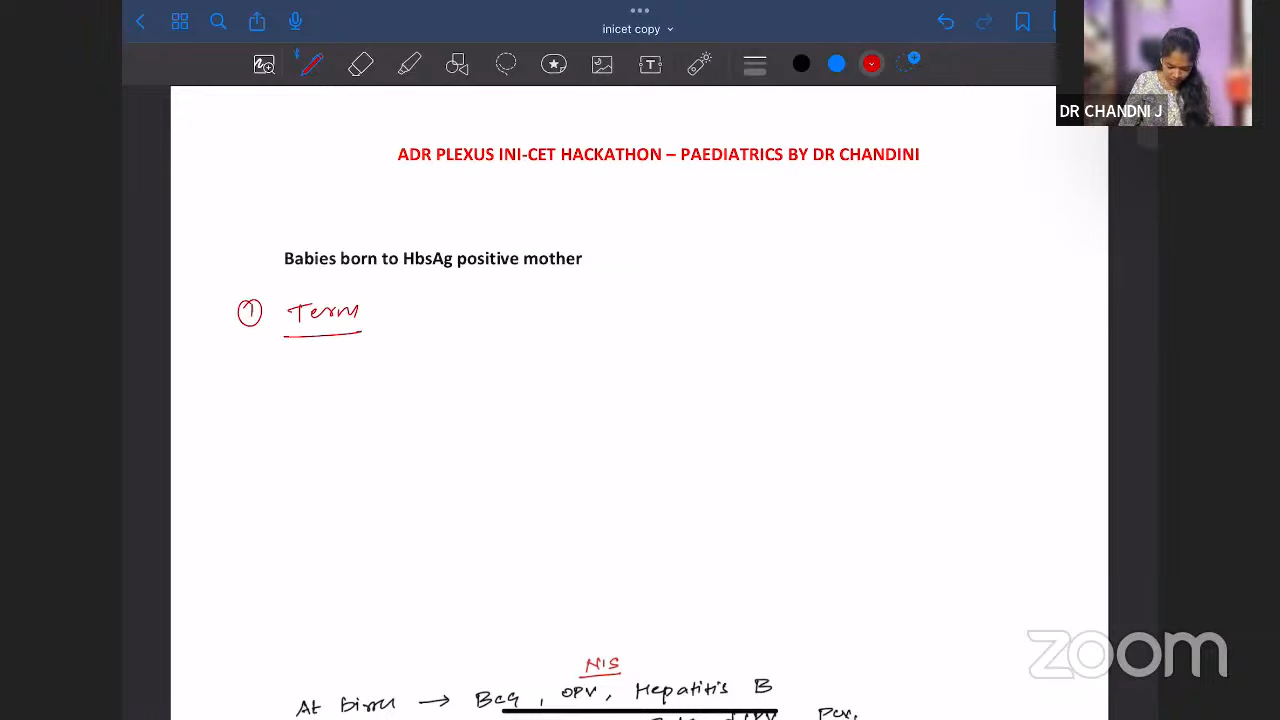 inicet copy
DR CHANDNI J
ADR PLEXUS INI-CET HACKATHON – PAEDIATRICS BY DR CHANDINI
Babies born to HbsAg positive mother
1 Term
NIS
At Birth → BCG, OPV, Hepatitis B
zoom